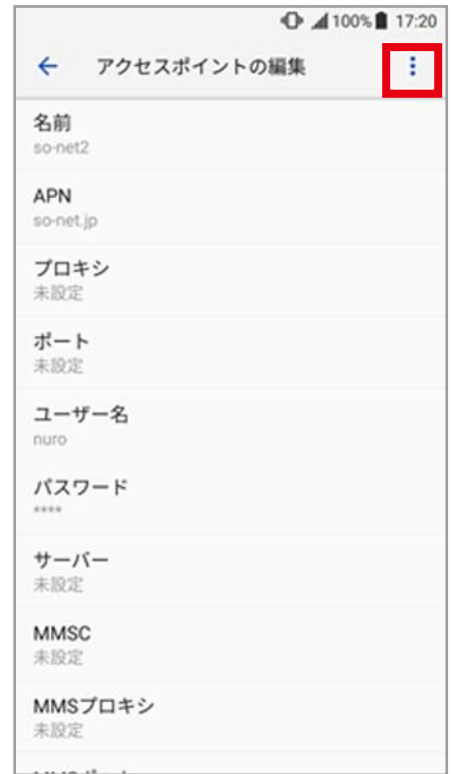 100% 17:20
アクセスポイントの編集
名前
so-net2
APN
so-net.jp
プロキシ
未設定
ポート
未設定
ユーザー名
nuro
パスワード
****
サーバー
未設定
MMSC
未設定
MMSプロキシ
未設定